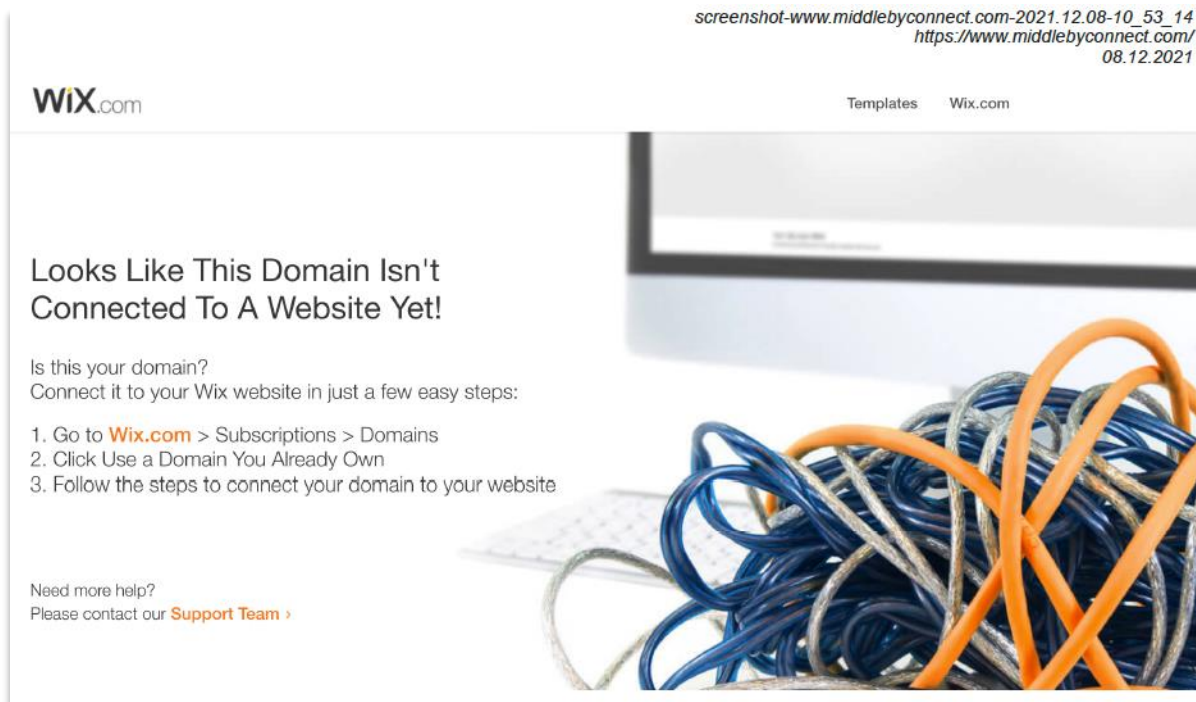 screenshot-www.middlebyconnect.com-2021.12.08-10_53_14
https://www.middlebyconnect.com/
08.12.2021
WiX.com
Templates Wix.com
Looks Like This Domain Isn't
Connected To A Website Yet!
Is this your domain?
Connect it to your Wix website in just a few easy steps:
1. Go to Wix.com > Subscriptions > Domains
2. Click Use a Domain You Already Own
3. Follow the steps to connect your domain to your website
Need more help?
Please contact our Support Team ›